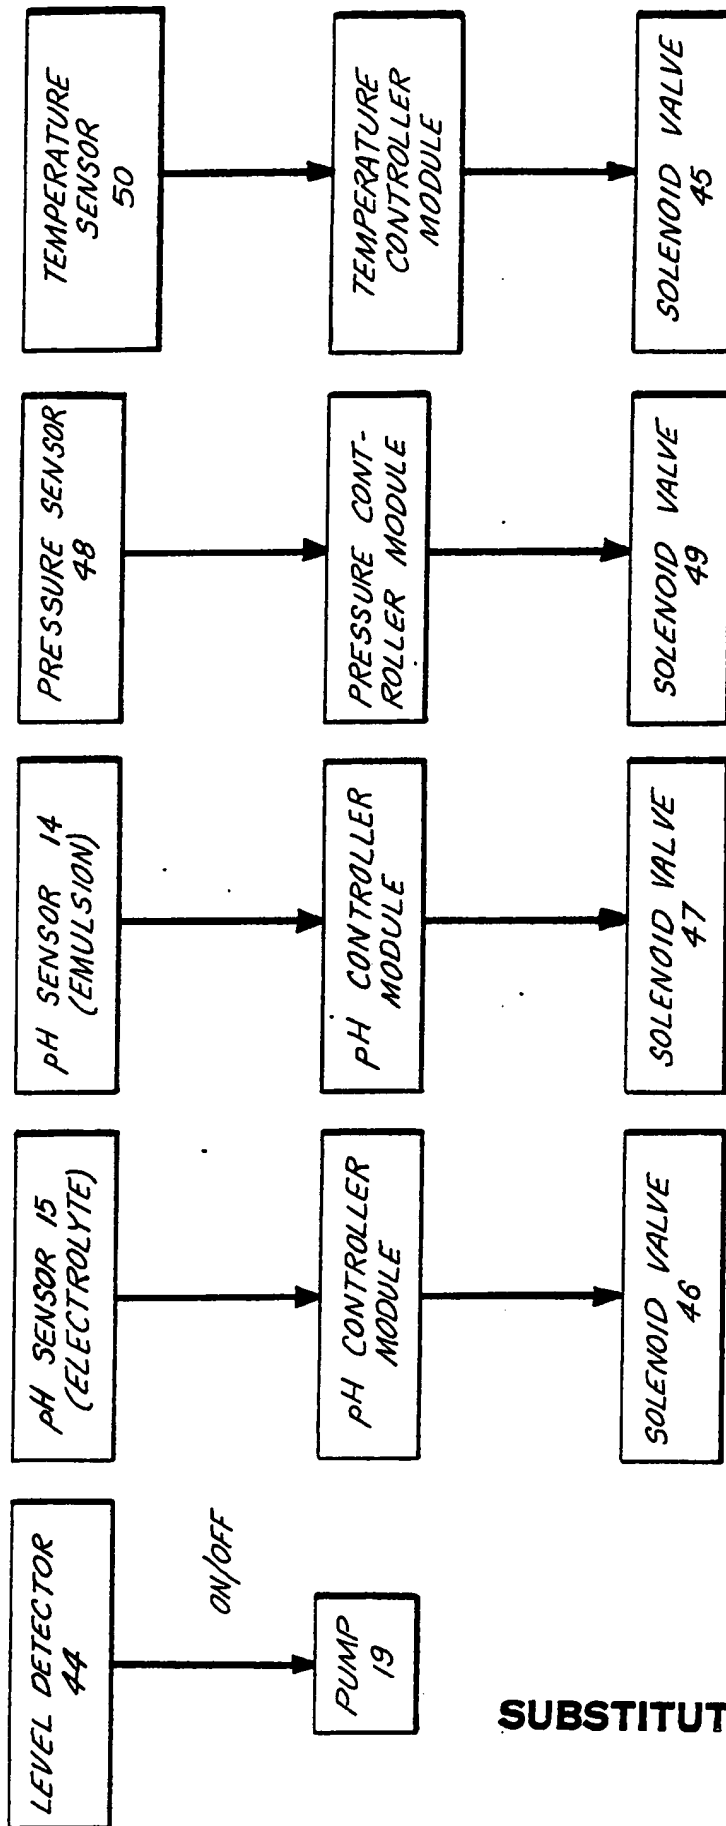 LEVEL DETECTOR
44
ON/OFF
PUMP
19
pH SENSOR 15
(ELECTROLYTE)
pH CONTROLLER
MODULE
SOLENOID VALVE
46
pH SENSOR 14
(EMULSION)
pH CONTROLLER
MODULE
SOLENOID VALVE
47
PRESSURE SENSOR
48
PRESSURE CONT-
ROLLER MODULE
SOLENOID VALVE
49
TEMPERATURE
SENSOR
50
TEMPERATURE
CONTROLLER
MODULE
SOLENOID VALVE
45
SUBSTITUT